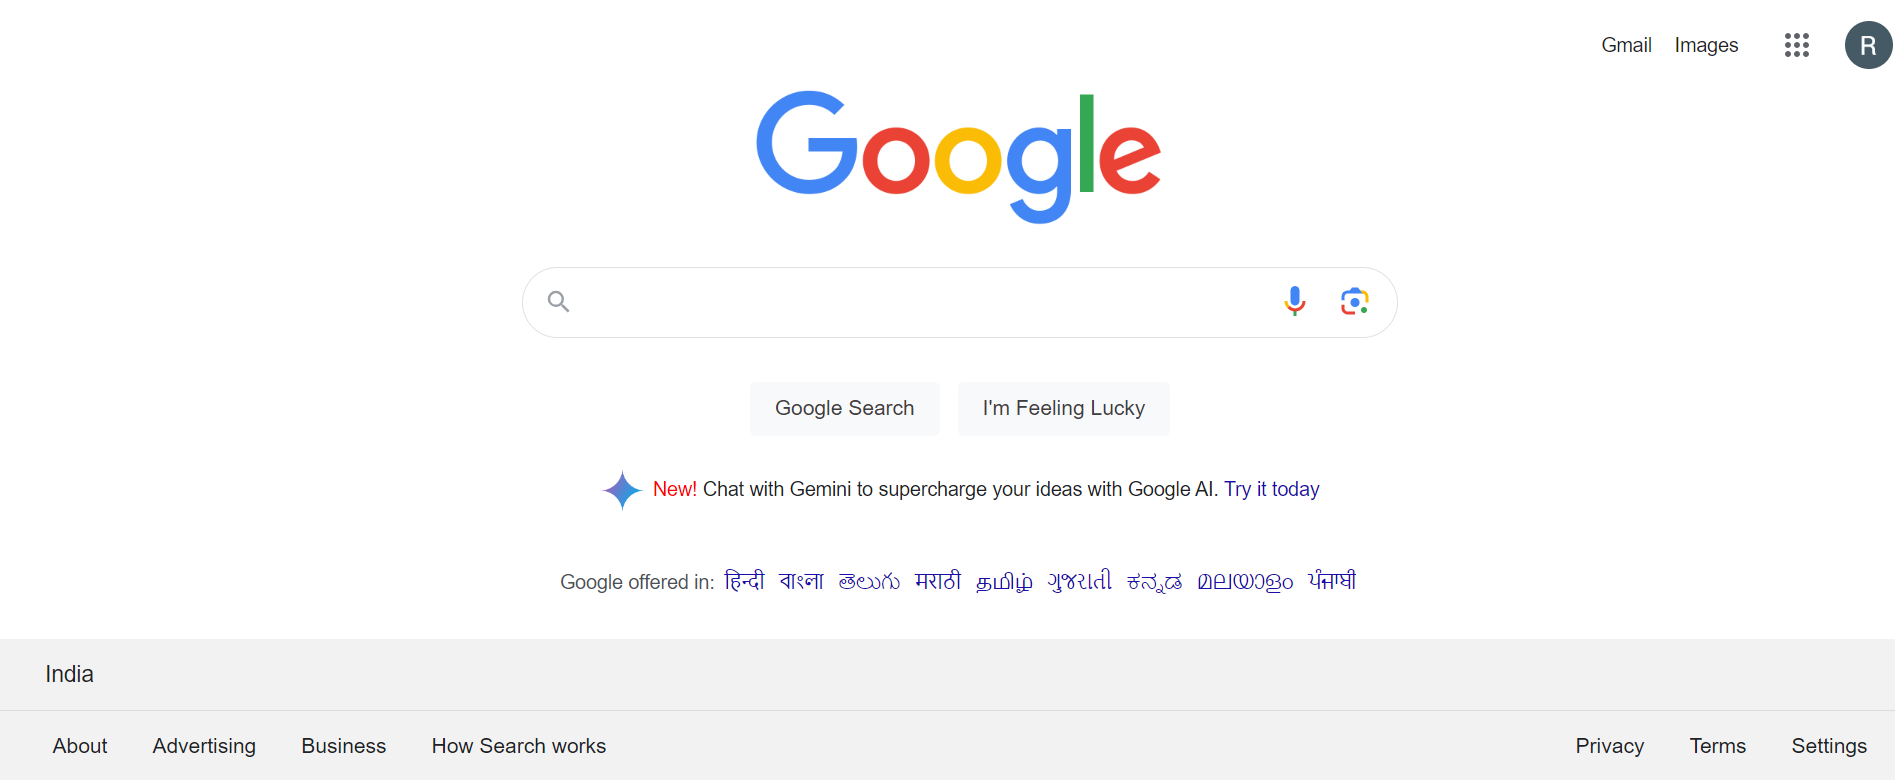 Gmail Images R
Google
Google Search I'm Feeling Lucky
New! Chat with Gemini to supercharge your ideas with Google AI. Try it today
Google offered in: हिन्दी বাংলা తెలుగు मराठी தமிழ் ગુજરાતી ಕನ್ನಡ മലയാളം ਪੰਜਾਬੀ
India
About Advertising Business How Search works Privacy Terms Settings